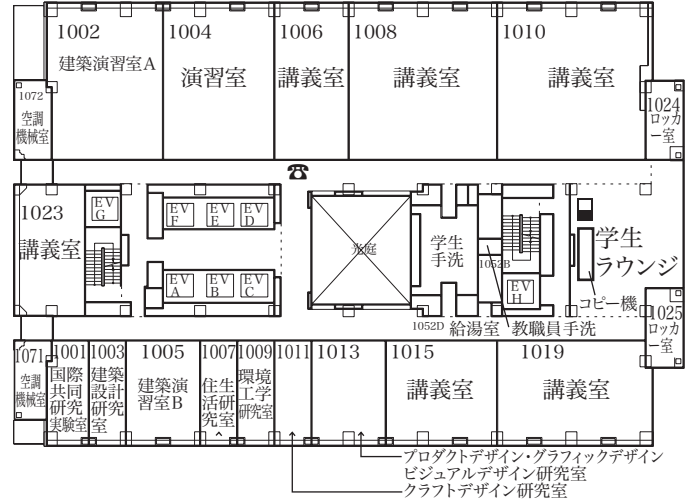 1002
建築演習室A
1004
演習室
1006
講義室
1008
講義室
1010
講義室
1072
空調
機械室
1024
ロッカ
ー室
1023
講義室
EV
G
EV
F
EV
E
EV
D
EV
A
EV
B
EV
C
光庭
学生
手洗
1052B
EV
H
学生
ラウンジ
コピー機
1052D
給湯室
教職員手洗
1025
ロッカ
ー室
1071
空調
機械室
1001
国際
共同
研究
実験室
1003
建築
設計
研究
室
1005
建築演
習室B
1007
住生
活研
究室
1009
環境
工学
研究室
1011
1013
1015
講義室
1019
講義室
プロダクトデザイン・グラフィックデザイン
ビジュアルデザイン研究室
クラフトデザイン研究室